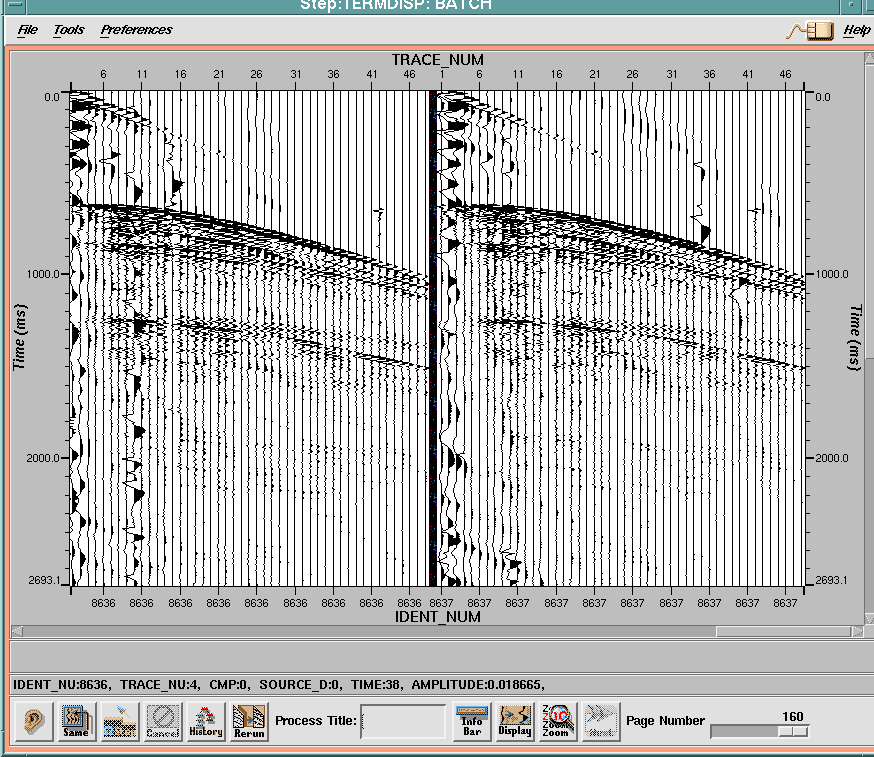 Step:TERMDISP: BATCH
File Tools Preferences Help
TRACE_NUM
6 11 16 21 26 31 36 41 46 1 6 11 16 21 26 31 36 41 46
0.0 0.0
1000.0 1000.0
Time (ms) Time (ms)
2000.0 2000.0
2693.1 2693.1
8636 8636 8636 8636 8636 8636 8636 8636 8636 8637 8637 8637 8637 8637 8637 8637 8637 8637 8637
IDENT_NUM
IDENT_NU:8636, TRACE_NU:4, CMP:0, SOURCE_D:0, TIME:38, AMPLITUDE:0.018665,
Same Cancel History Rerun Process Title: Info Bar Display Zoom Page Number 160